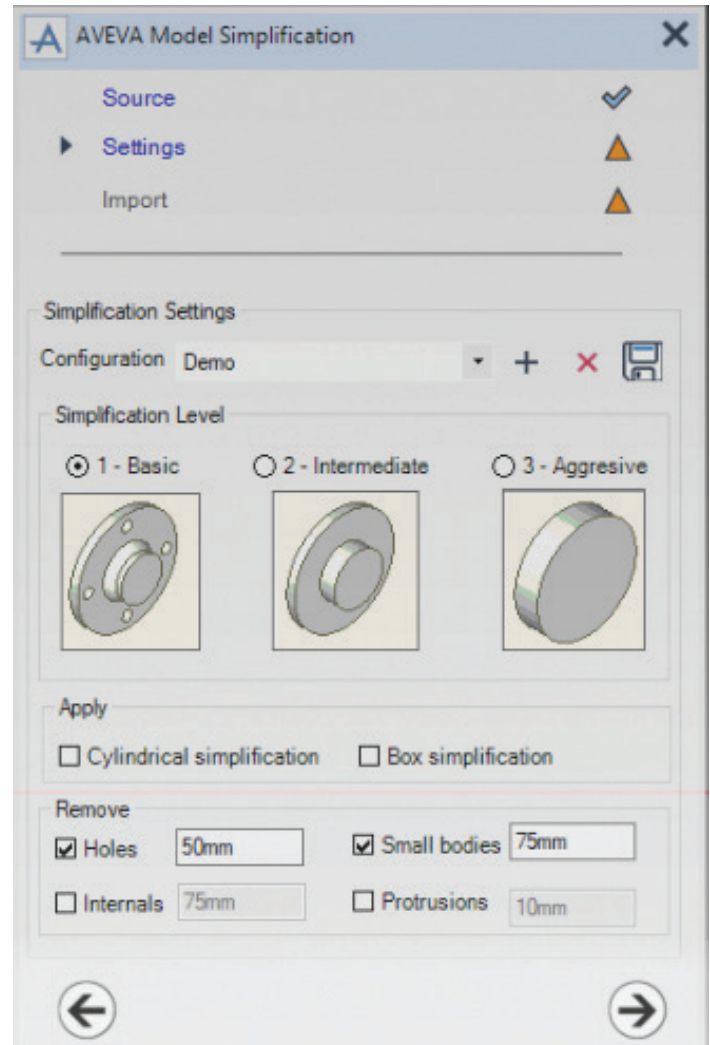 AVEVA Model Simplification
Source
Settings
Import
Simplification Settings
Configuration Demo
Simplification Level
1 - Basic 2 - Intermediate 3 - Aggresive
Apply
Cylindrical simplification Box simplification
Remove
Holes 50mm Small bodies 75mm
Internals 75mm Protrusions 10mm